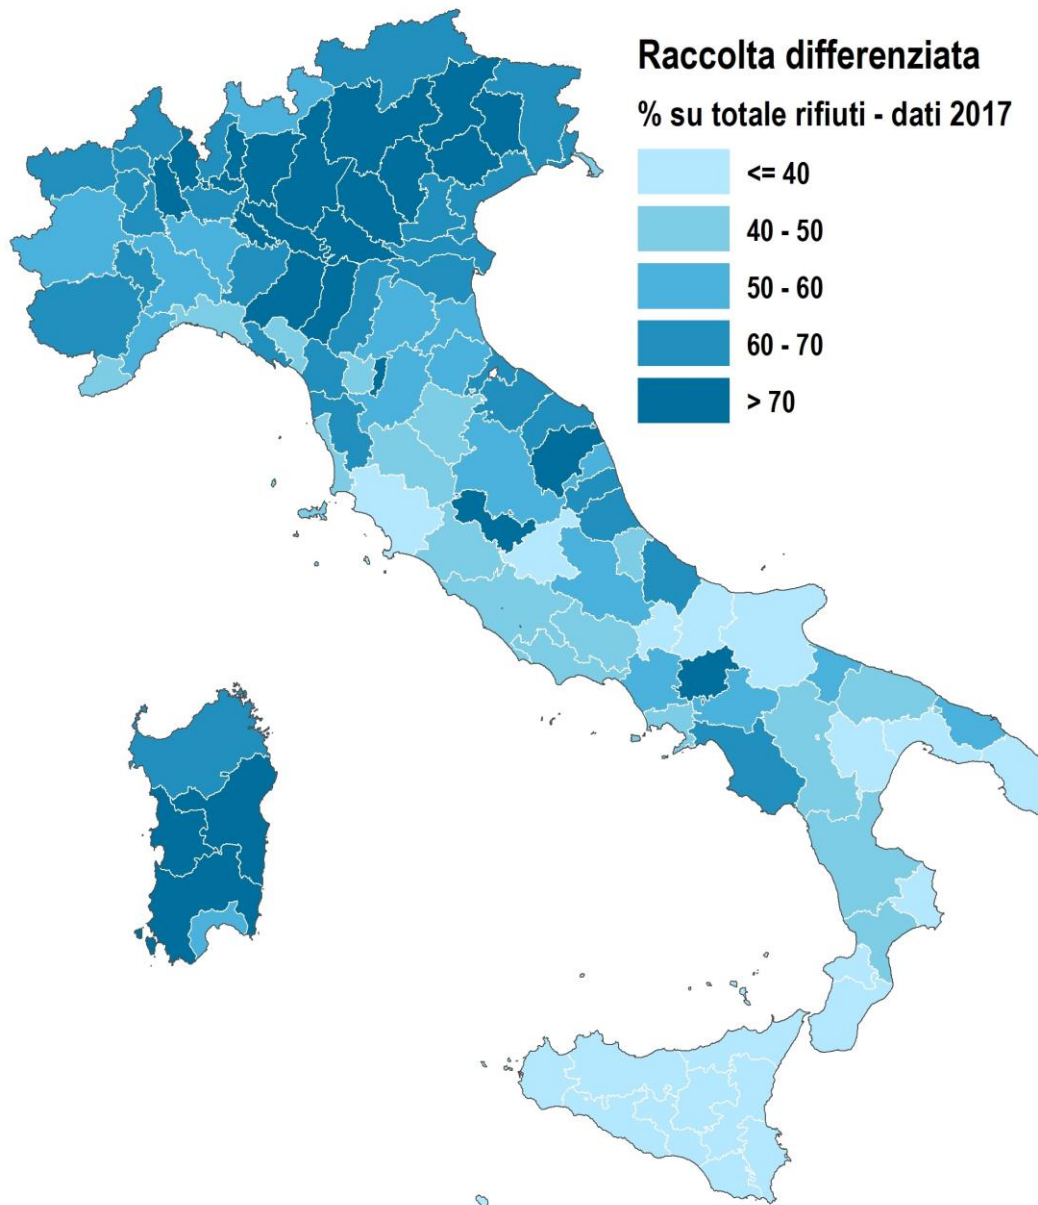 Raccolta differenziata
% su totale rifiuti - dati 2017
<= 40
40 - 50
50 - 60
60 - 70
> 70